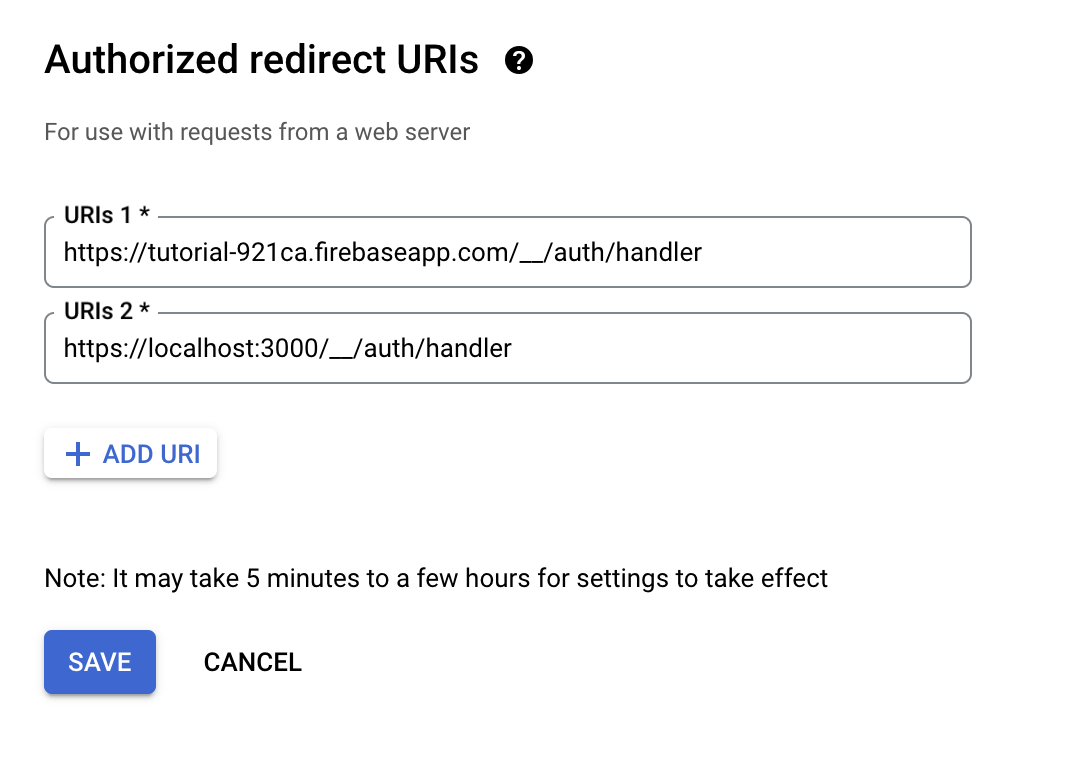 Authorized redirect URIs ?
For use with requests from a web server
URIs 1 *
https://tutorial-921ca.firebaseapp.com/__/auth/handler
URIs 2 *
https://localhost:3000/__/auth/handler
+ ADD URI
Note: It may take 5 minutes to a few hours for settings to take effect
SAVE CANCEL